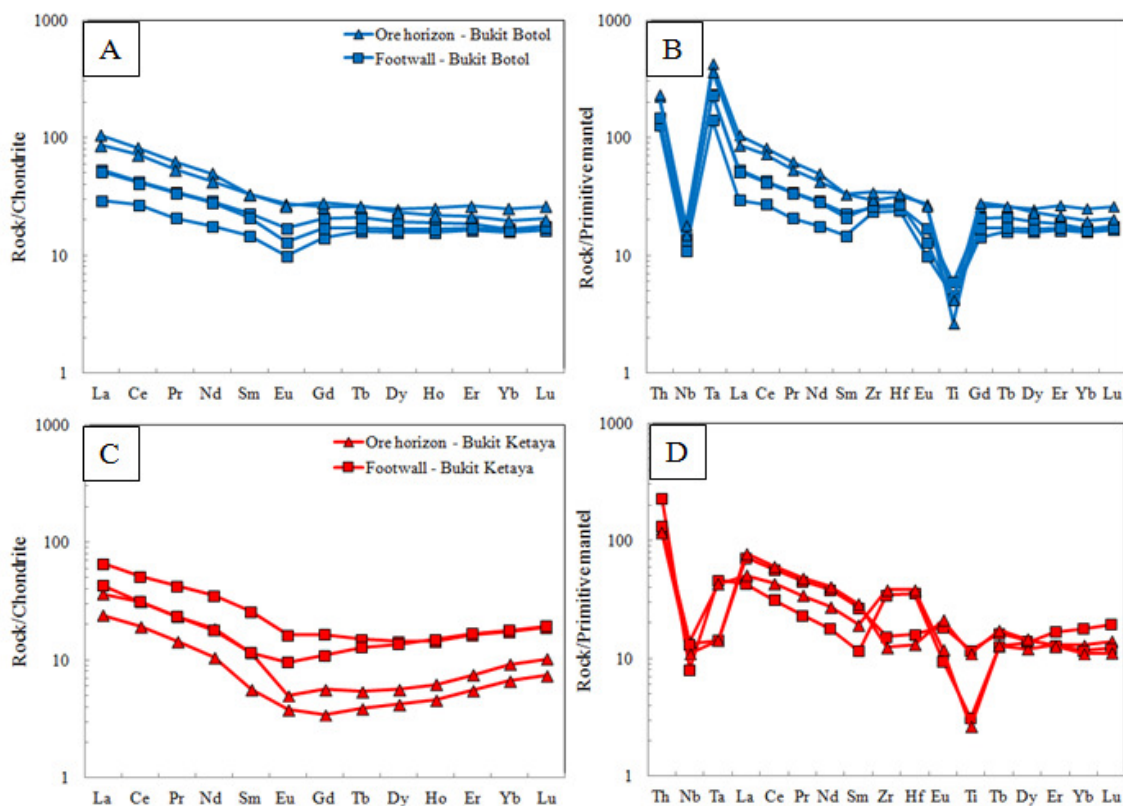 A
1000
100
10
1
Rock/Chondrite
Ore horizon - Bukit Botol
Footwall - Bukit Botol
La Ce Pr Nd Sm Eu Gd Tb Dy Ho Er Yb Lu
B
1000
100
10
1
Rock/Primitive mantel
Th Nb Ta La Ce Pr Nd Sm Zr Hf Eu Ti Gd Tb Dy Er Yb Lu
C
1000
100
10
1
Rock/Chondrite
Ore horizon - Bukit Ketaya
Footwall - Bukit Ketaya
La Ce Pr Nd Sm Eu Gd Tb Dy Ho Er Yb Lu
D
1000
100
10
1
Rock/Primitive mantel
Th Nb Ta La Ce Pr Nd Sm Zr Hf Eu Ti Tb Dy Er Yb Lu